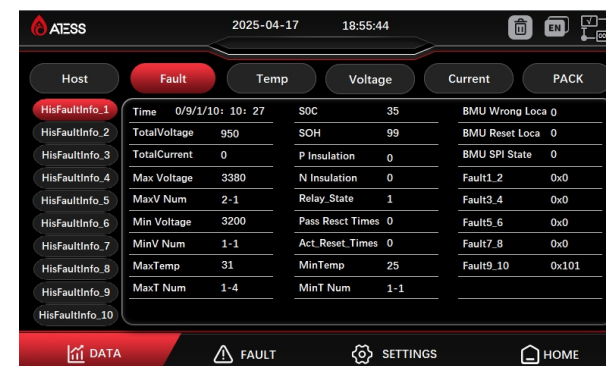 ATESS 2025-04-17 18:55:44 EN
Host Fault Temp Voltage Current PACK
HisFaultInfo_1
HisFaultInfo_2
HisFaultInfo_3
HisFaultInfo_4
HisFaultInfo_5
HisFaultInfo_6
HisFaultInfo_7
HisFaultInfo_8
HisFaultInfo_9
HisFaultInfo_10
Time 0/9/1/10: 10: 27 SOC 35 BMU Wrong Loca 0
TotalVoltage 950 SOH 99 BMU Reset Loca 0
TotalCurrent 0 P Insulation 0 BMU SPI State 0
Max Voltage 3380 N Insulation 0 Fault1_2 0x0
MaxV Num 2-1 Relay_State 1 Fault3_4 0x0
Min Voltage 3200 Pass Resct Times 0 Fault5_6 0x0
MinV Num 1-1 Act_Reset_Times 0 Fault7_8 0x0
MaxTemp 31 MinTemp 25 Fault9_10 0x101
MaxT Num 1-4 MinT Num 1-1
DATA FAULT SETTINGS HOME